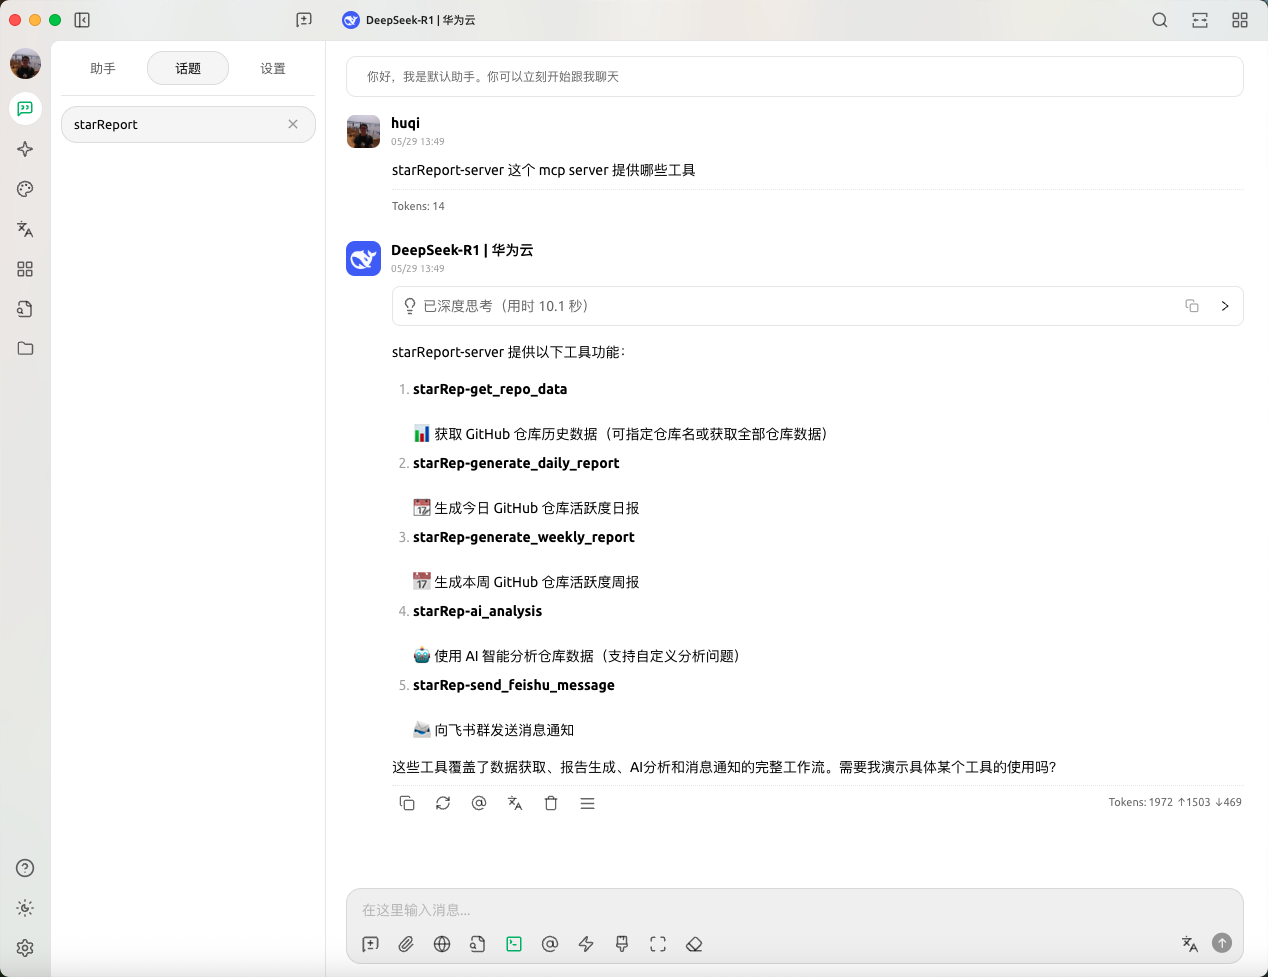 DeepSeek-R1 | 华为云
助手
话题
设置
starReport
你好，我是默认助手。你可以立刻开始跟我聊天
huqi
05/29 13:49
starReport-server 这个 mcp server 提供哪些工具
Tokens: 14
DeepSeek-R1 | 华为云
05/29 13:49
已深度思考（用时 10.1 秒）
starReport-server 提供以下工具功能：
1. starRep-get_repo_data
📊 获取 GitHub 仓库历史数据（可指定仓库名或获取全部仓库数据）
2. starRep-generate_daily_report
📆 生成今日 GitHub 仓库活跃度日报
3. starRep-generate_weekly_report
📅 生成本周 GitHub 仓库活跃度周报
4. starRep-ai_analysis
🤖 使用 AI 智能分析仓库数据（支持自定义分析问题）
5. starRep-send_feishu_message
📨 向飞书群发送消息通知
这些工具覆盖了数据获取、报告生成、AI分析和消息通知的完整工作流。需要我演示具体某个工具的使用吗？
Tokens: 1972 ↑1503 ↓469
在这里输入消息...